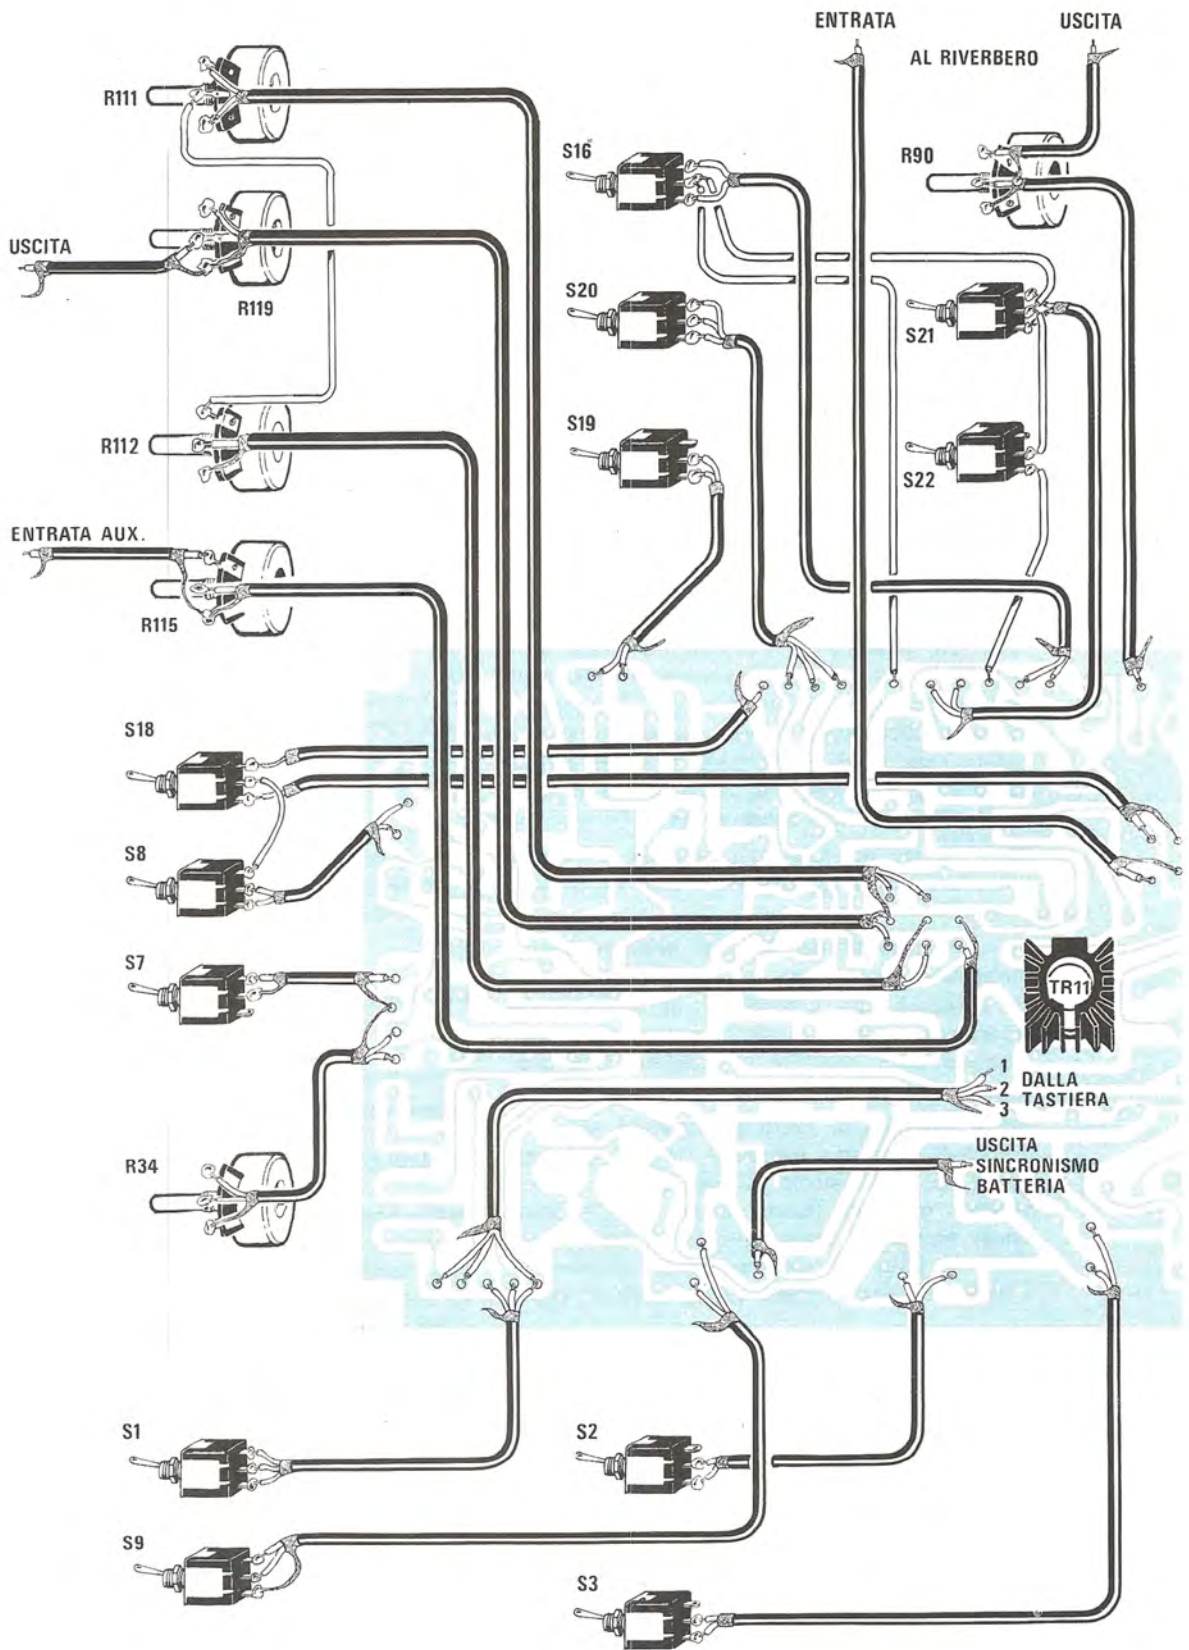 ENTRATA
USCITA
AL RIVERBERO
R111
S16
R90
USCITA
R119
S20
S21
S19
R112
S22
ENTRATA AUX.
R115
S18
S8
S7
TR11
1
2
3
DALLA
TASTIERA
R34
USCITA
SINCRONISMO
BATTERIA
S1
S2
S9
S3